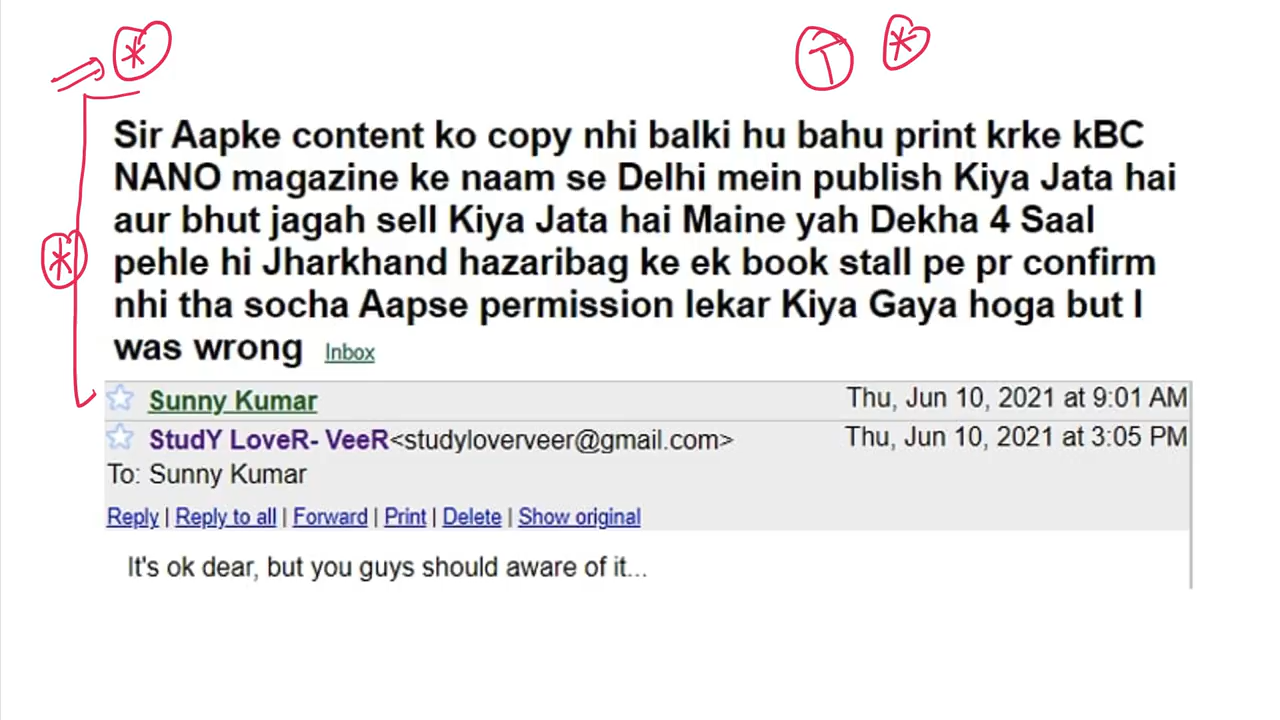 T
Sir Aapke content ko copy nhi balki hu bahu print krke kBC
NANO magazine ke naam se Delhi mein publish Kiya Jata hai
aur bhut jagah sell Kiya Jata hai Maine yah Dekha 4 Saal
pehle hi Jharkhand hazaribag ke ek book stall pe pr confirm
nhi tha socha Aapse permission lekar Kiya Gaya hoga but I
was wrong Inbox
Sunny Kumar Thu, Jun 10, 2021 at 9:01 AM
StudY LoveR- VeeR<studyloverveer@gmail.com> Thu, Jun 10, 2021 at 3:05 PM
To: Sunny Kumar
Reply | Reply to all | Forward | Print | Delete | Show original
It's ok dear, but you guys should aware of it...